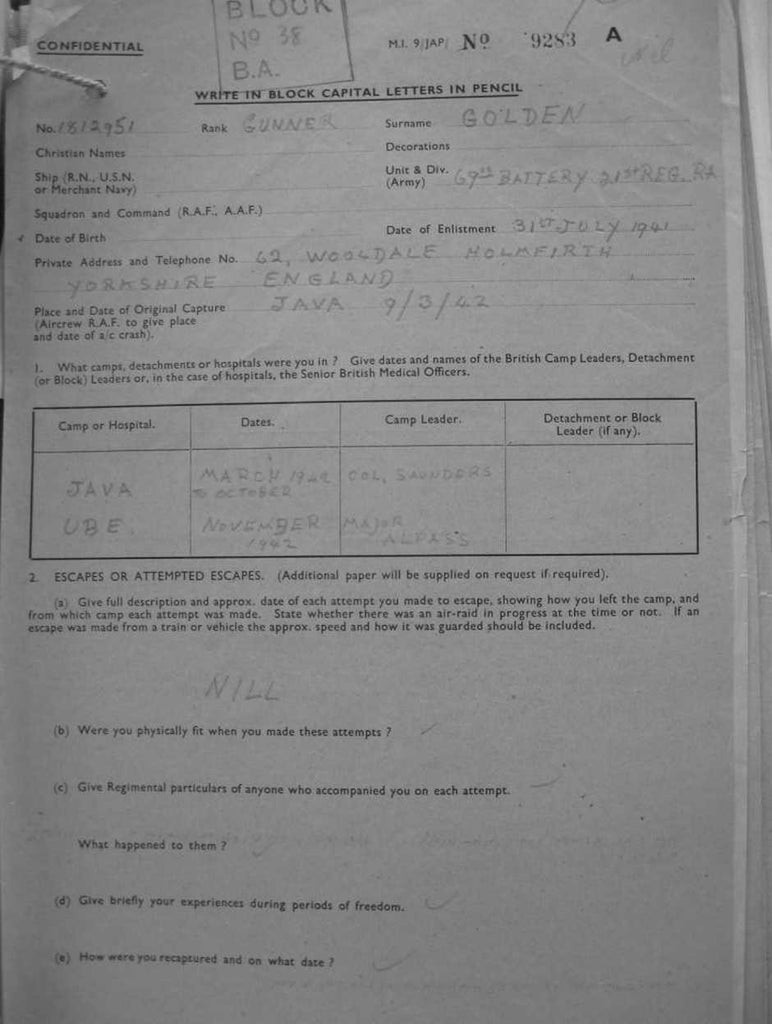 BLOCK
Nº 38
B.A.
CONFIDENTIAL
M.I. 9/JAP/ Nº 9283 A
WRITE IN BLOCK CAPITAL LETTERS IN PENCIL
No. 1812951 Rank GUNNER Surname GOLDEN
Christian Names Decorations
Ship (R.N., U.S.N. or Merchant Navy) Unit & Div. (Army) 69TH BATTERY 21ST REG. RA
Squadron and Command (R.A.F., A.A.F.)
Date of Birth Date of Enlistment 31ST JULY 1941
Private Address and Telephone No. 62, WOOLDALE HOLMFIRTH
YORKSHIRE ENGLAND
Place and Date of Original Capture JAVA 9/3/42
(Aircrew R.A.F. to give place
and date of a/c crash).
1. What camps, detachments or hospitals were you in ? Give dates and names of the British Camp Leaders, Detachment
(or Block) Leaders or, in the case of hospitals, the Senior British Medical Officers.
Camp or Hospital. Dates. Camp Leader. Detachment or Block
Leader (if any).
JAVA MARCH 1942 COL, SAUNDERS
TO OCTOBER
UBE. NOVEMBER MAJOR
1942 ALPASS
2. ESCAPES OR ATTEMPTED ESCAPES. (Additional paper will be supplied on request if required).
(a) Give full description and approx. date of each attempt you made to escape, showing how you left the camp, and
from which camp each attempt was made. State whether there was an air-raid in progress at the time or not. If an
escape was made from a train or vehicle the approx. speed and how it was guarded should be included.
NILL
(b) Were you physically fit when you made these attempts ?
(c) Give Regimental particulars of anyone who accompanied you on each attempt.
What happened to them ?
(d) Give briefly your experiences during periods of freedom.
(e) How were you recaptured and on what date ?